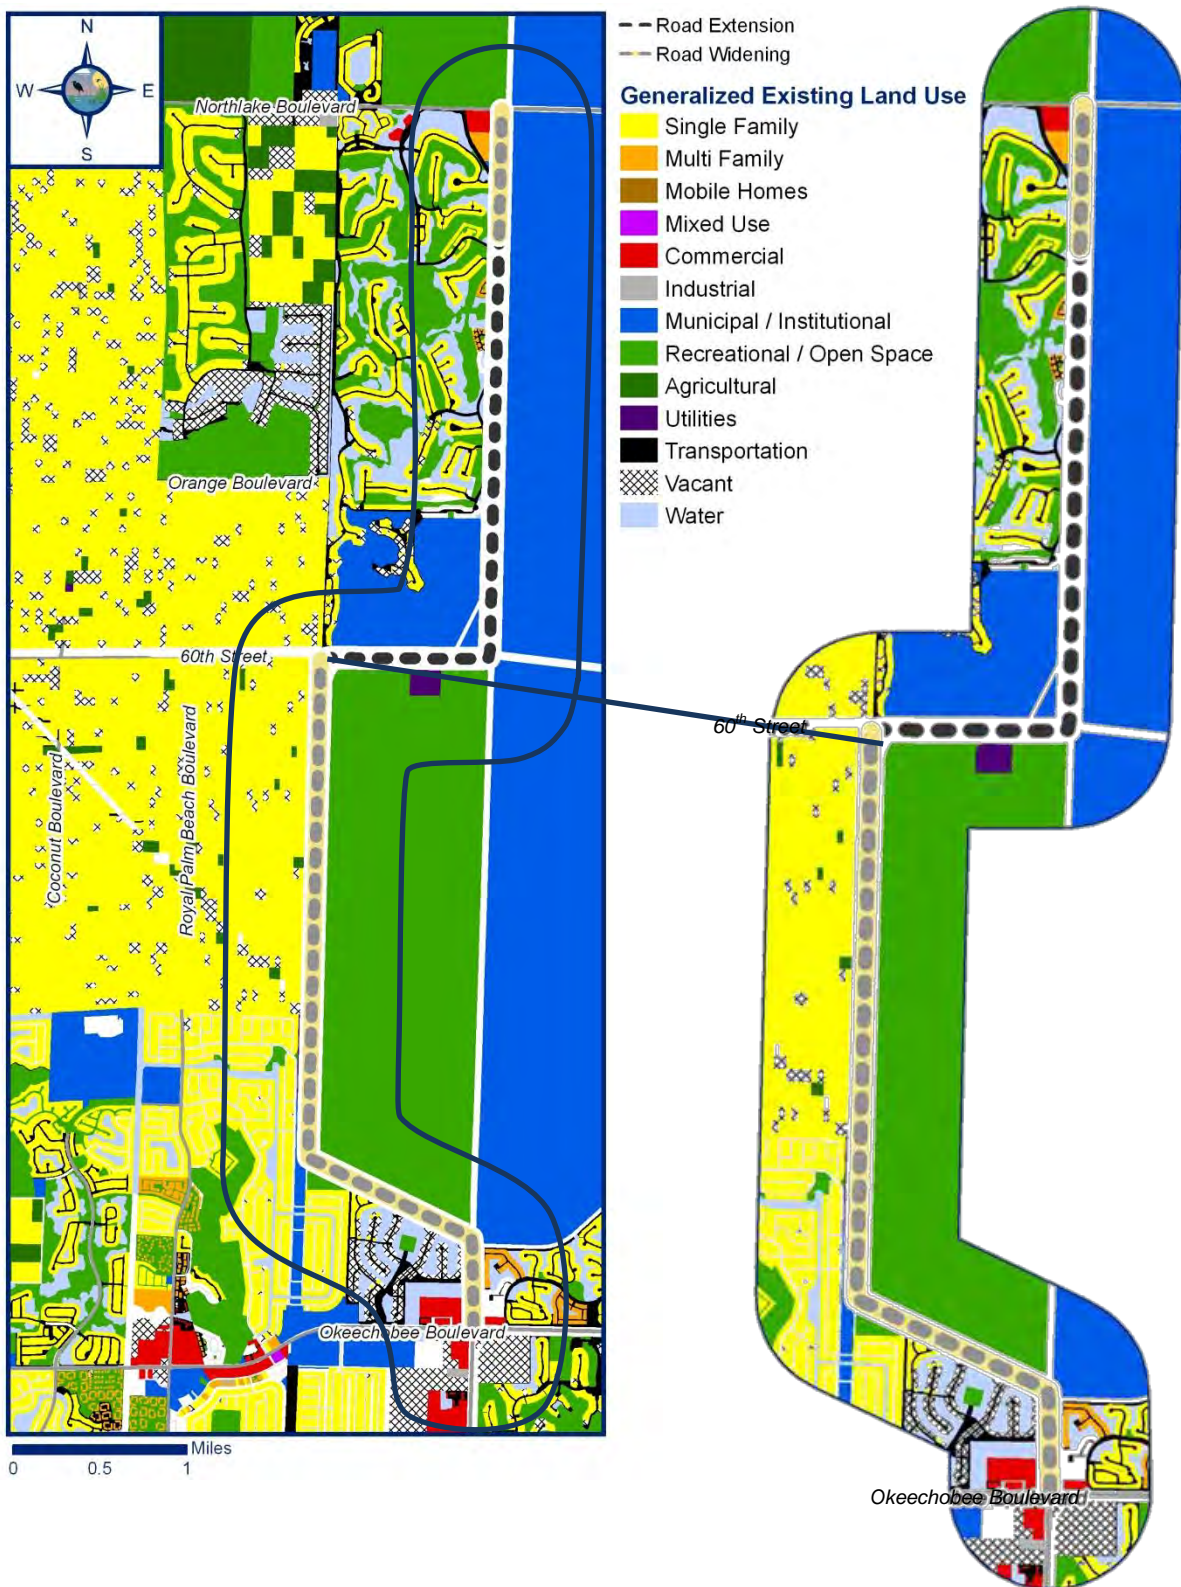 N
W
E
S
Northlake Boulevard
Orange Boulevard
60th Street
Coconut Boulevard
Royal Palm Beach Boulevard
Okeechobee Boulevard
Miles
0 0.5 1
Road Extension
Road Widening
Generalized Existing Land Use
Single Family
Multi Family
Mobile Homes
Mixed Use
Commercial
Industrial
Municipal / Institutional
Recreational / Open Space
Agricultural
Utilities
Transportation
Vacant
Water
60th Street
Okeechobee Boulevard